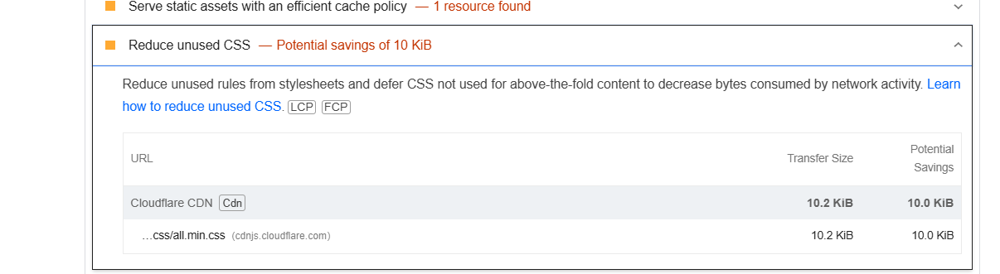 Serve static assets with an efficient cache policy — 1 resource found
Reduce unused CSS — Potential savings of 10 KiB
Reduce unused rules from stylesheets and defer CSS not used for above-the-fold content to decrease bytes consumed by network activity. Learn
how to reduce unused CSS. LCP FCP
URL Transfer Size Potential
Savings
Cloudflare CDN Cdn 10.2 KiB 10.0 KiB
…css/all.min.css (cdnjs.cloudflare.com) 10.2 KiB 10.0 KiB